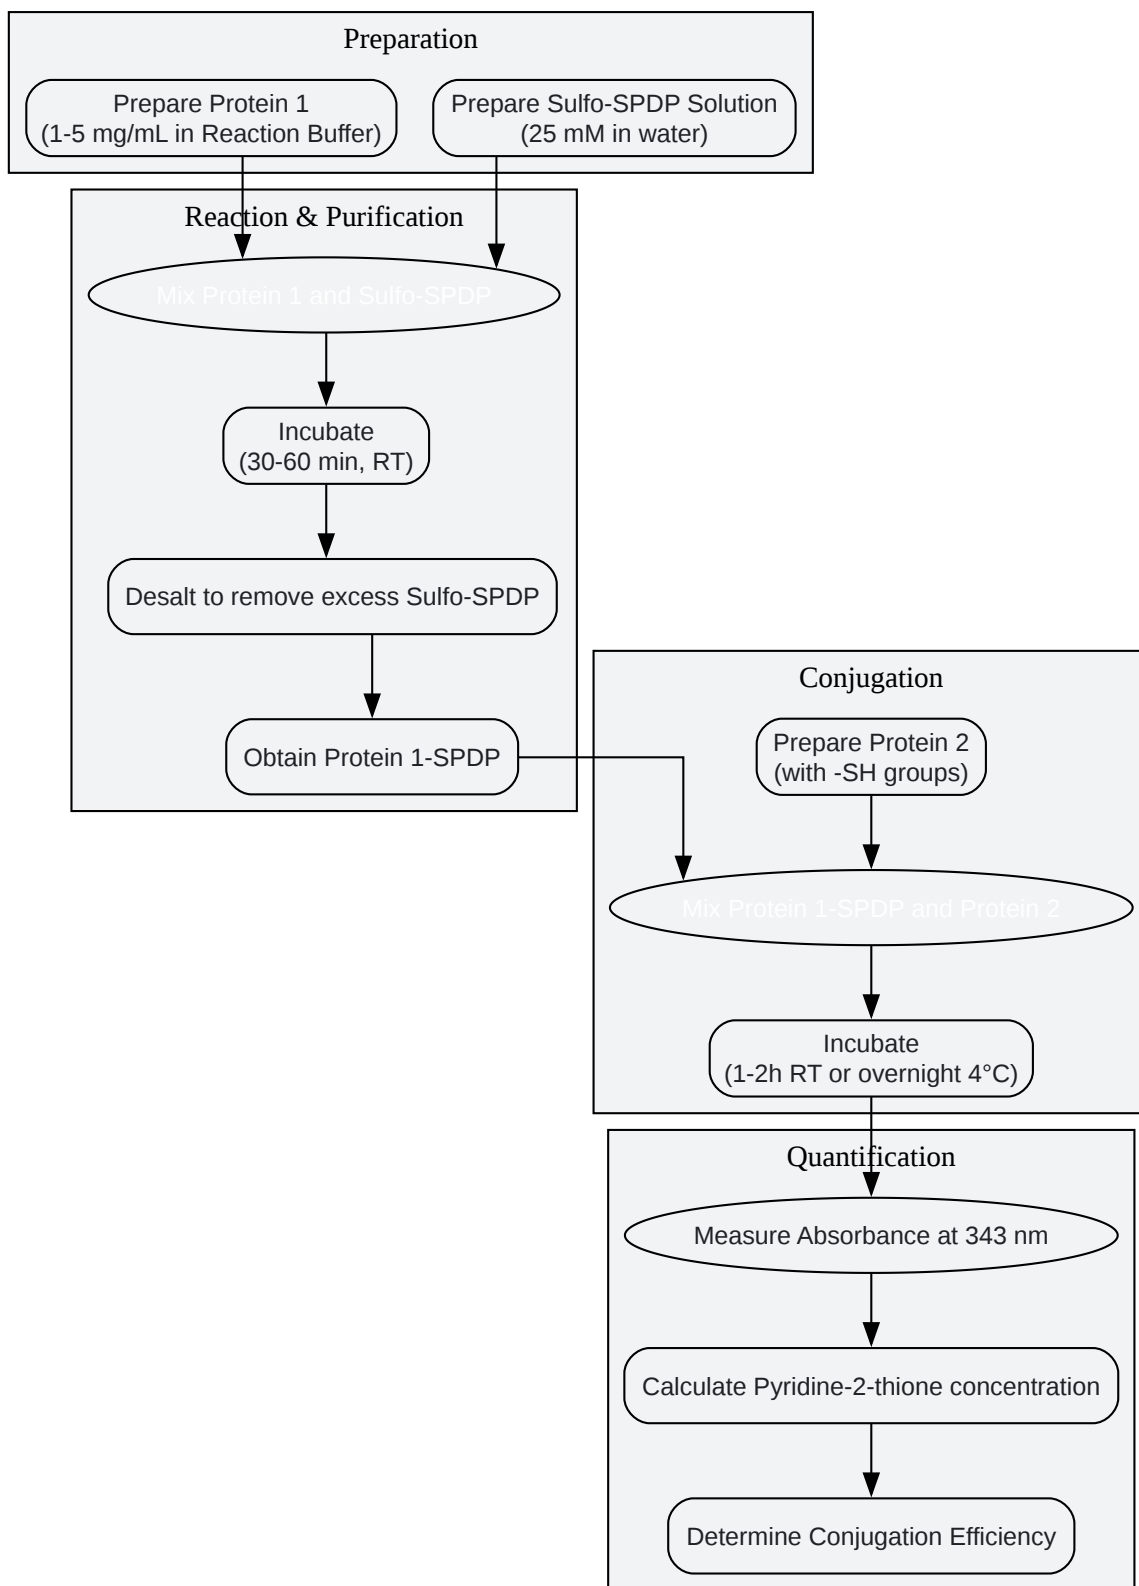 Preparation
Prepare Protein 1
(1-5 mg/mL in Reaction Buffer)
Prepare Sulfo-SPDP Solution
(25 mM in water)
Reaction & Purification
Mix Protein 1 and Sulfo-SPDP
Incubate
(30-60 min, RT)
Desalt to remove excess Sulfo-SPDP
Obtain Protein 1-SPDP
Conjugation
Prepare Protein 2
(with -SH groups)
Mix Protein 1-SPDP and Protein 2
Incubate
(1-2h RT or overnight 4°C)
Quantification
Measure Absorbance at 343 nm
Calculate Pyridine-2-thione concentration
Determine Conjugation Efficiency